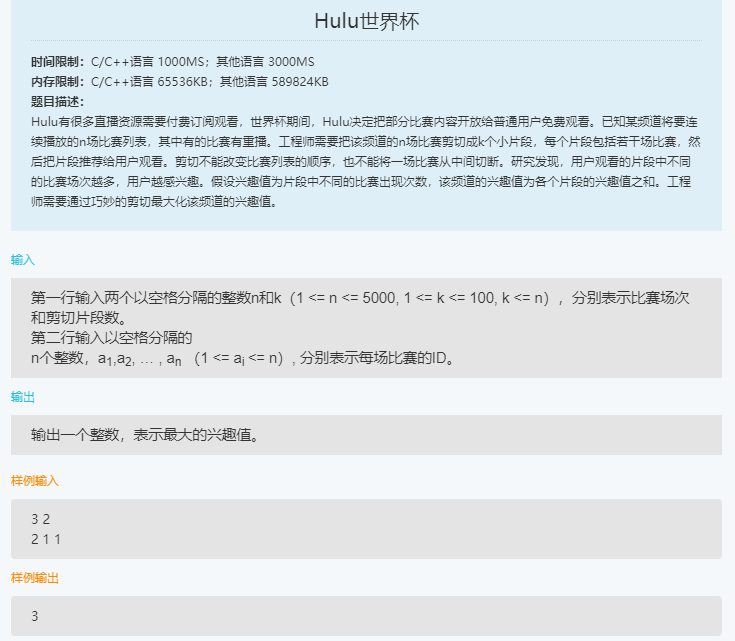 Hulu世界杯
时间限制：C/C++语言 1000MS；其他语言 3000MS
内存限制：C/C++语言 65536KB；其他语言 589824KB
题目描述：
Hulu有很多直播资源需要付费订阅观看，世界杯期间，Hulu决定把部分比赛内容开放给普通用户免费观看。已知某频道将要连
续播放的n场比赛列表，其中有的比赛有重播。工程师需要把该频道的n场比赛剪切成k个小片段，每个片段包括若干场比赛，然
后把片段推荐给用户观看。剪切不能改变比赛列表的顺序，也不能将一场比赛从中间切断。研究发现，用户观看的片段中不同
的比赛场次越多，用户越感兴趣。假设兴趣值为片段中不同的比赛出现次数，该频道的兴趣值为各个片段的兴趣值之和。工程
师需要通过巧妙的剪切最大化该频道的兴趣值。
输入
第一行输入两个以空格分隔的整数n和k（1 <= n <= 5000, 1 <= k <= 100, k <= n），分别表示比赛场次
和剪切片段数。
第二行输入以空格分隔的
n个整数，a1,a2, … , an （1 <= ai <= n）, 分别表示每场比赛的ID。
输出
输出一个整数，表示最大的兴趣值。
样例输入
3 2
2 1 1
样例输出
3